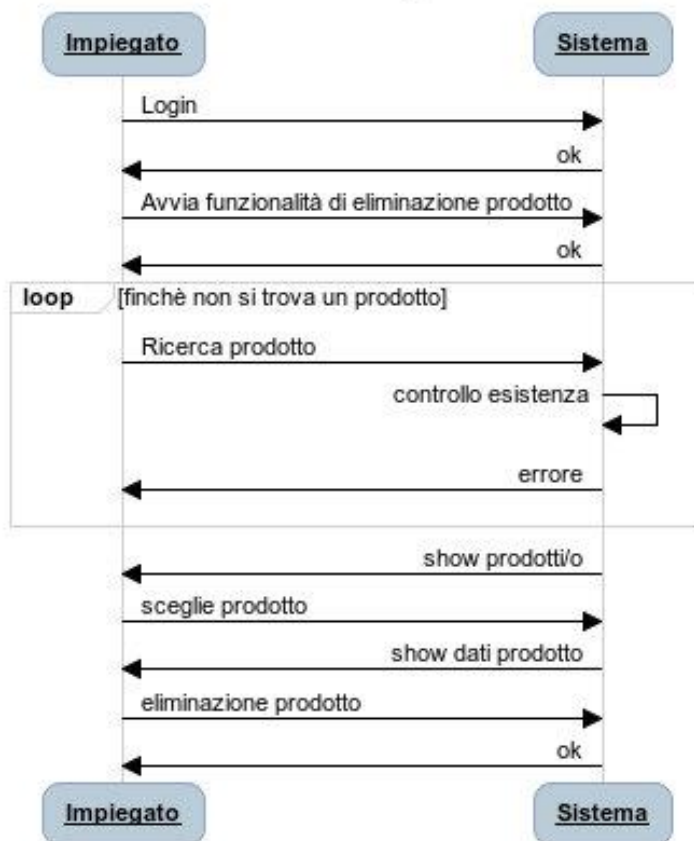 Impiegato
Sistema
Login
ok
Avvia funzionalità di eliminazione prodotto
ok
loop
[finchè non si trova un prodotto]
Ricerca prodotto
controllo esistenza
errore
show prodotti/o
sceglie prodotto
show dati prodotto
eliminazione prodotto
ok
Impiegato
Sistema